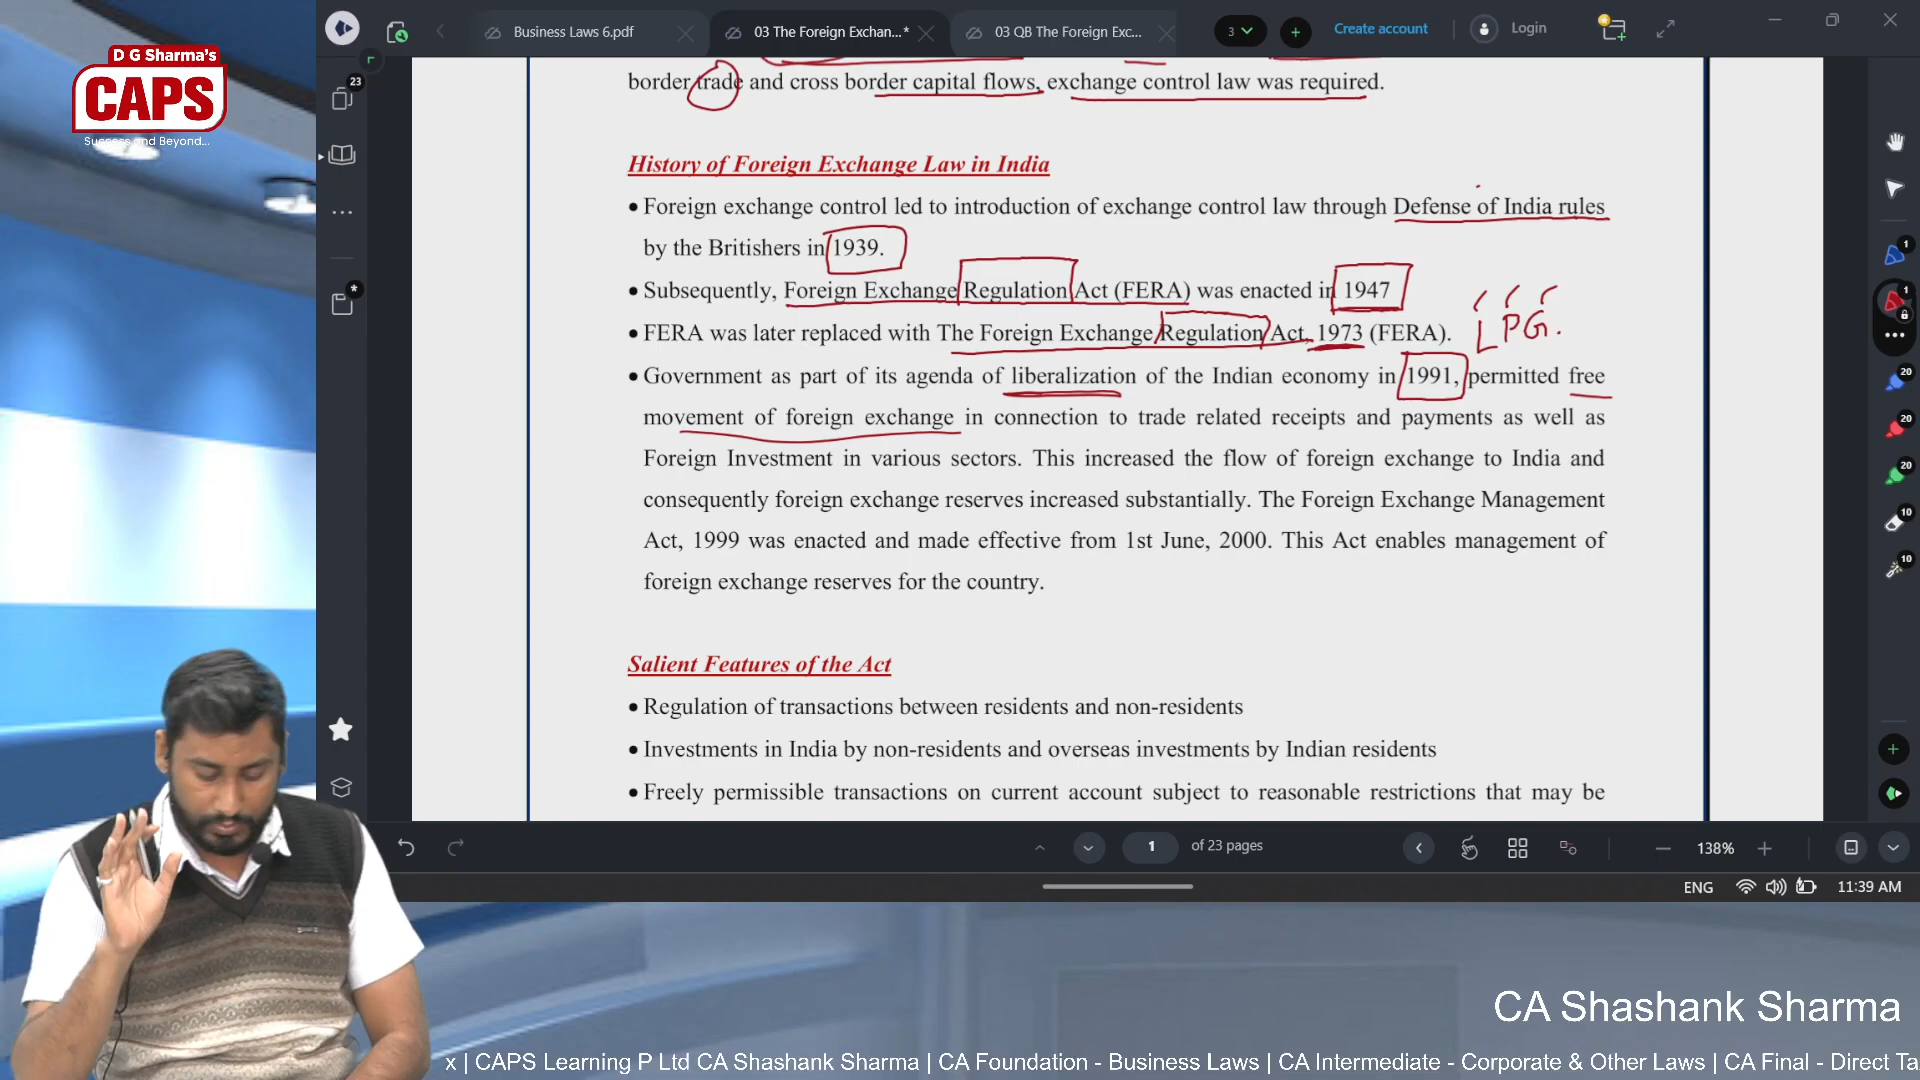 D G Sharma's
CAPS
Success and Beyond...
Business Laws 6.pdf
03 The Foreign Exchan...*
03 QB The Foreign Exc...
3
Create account
Login
23
border trade and cross border capital flows, exchange control law was required.
History of Foreign Exchange Law in India
• Foreign exchange control led to introduction of exchange control law through Defense of India rules
by the Britishers in 1939.
• Subsequently, Foreign Exchange Regulation Act (FERA) was enacted in 1947
• FERA was later replaced with The Foreign Exchange Regulation Act, 1973 (FERA).
LPG.
• Government as part of its agenda of liberalization of the Indian economy in 1991, permitted free
movement of foreign exchange in connection to trade related receipts and payments as well as
Foreign Investment in various sectors. This increased the flow of foreign exchange to India and
consequently foreign exchange reserves increased substantially. The Foreign Exchange Management
Act, 1999 was enacted and made effective from 1st June, 2000. This Act enables management of
foreign exchange reserves for the country.
Salient Features of the Act
• Regulation of transactions between residents and non-residents
• Investments in India by non-residents and overseas investments by Indian residents
• Freely permissible transactions on current account subject to reasonable restrictions that may be
1
1
20
20
20
10
10
1
of 23 pages
138%
ENG
11:39 AM
CA Shashank Sharma
x | CAPS Learning P Ltd CA Shashank Sharma | CA Foundation - Business Laws | CA Intermediate - Corporate & Other Laws | CA Final - Direct Ta